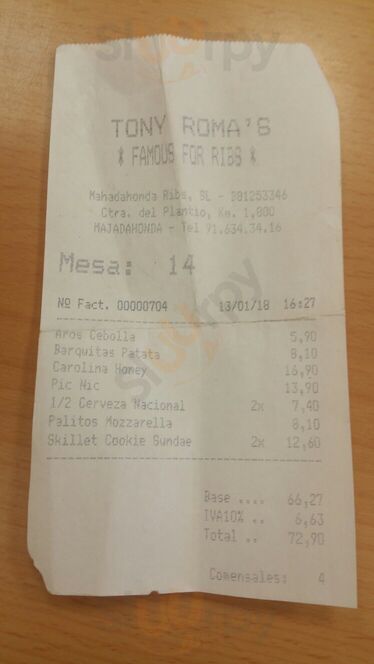 TONY ROMA'S
* FAMOUS FOR RIBS *
Mahadahonda Ribs, SL - B81253346
Ctra. del Plantio, Km. 1,800
MAJADAHONDA - Tel 91.634.34.16
Mesa: 14
Nº Fact. 00000704 13/01/18 16:27
Aros Cebolla 5,90
Barquitas Patata 8,10
Carolina Honey 16,90
Pic Nic 13,90
1/2 Cerveza Nacional 2x 7,40
Palitos Mozzarella 8,10
Skillet Cookie Sundae 2x 12,60
Base .... 66,27
IVA10% .. 6,63
Total .. 72,90
Comensales: 4